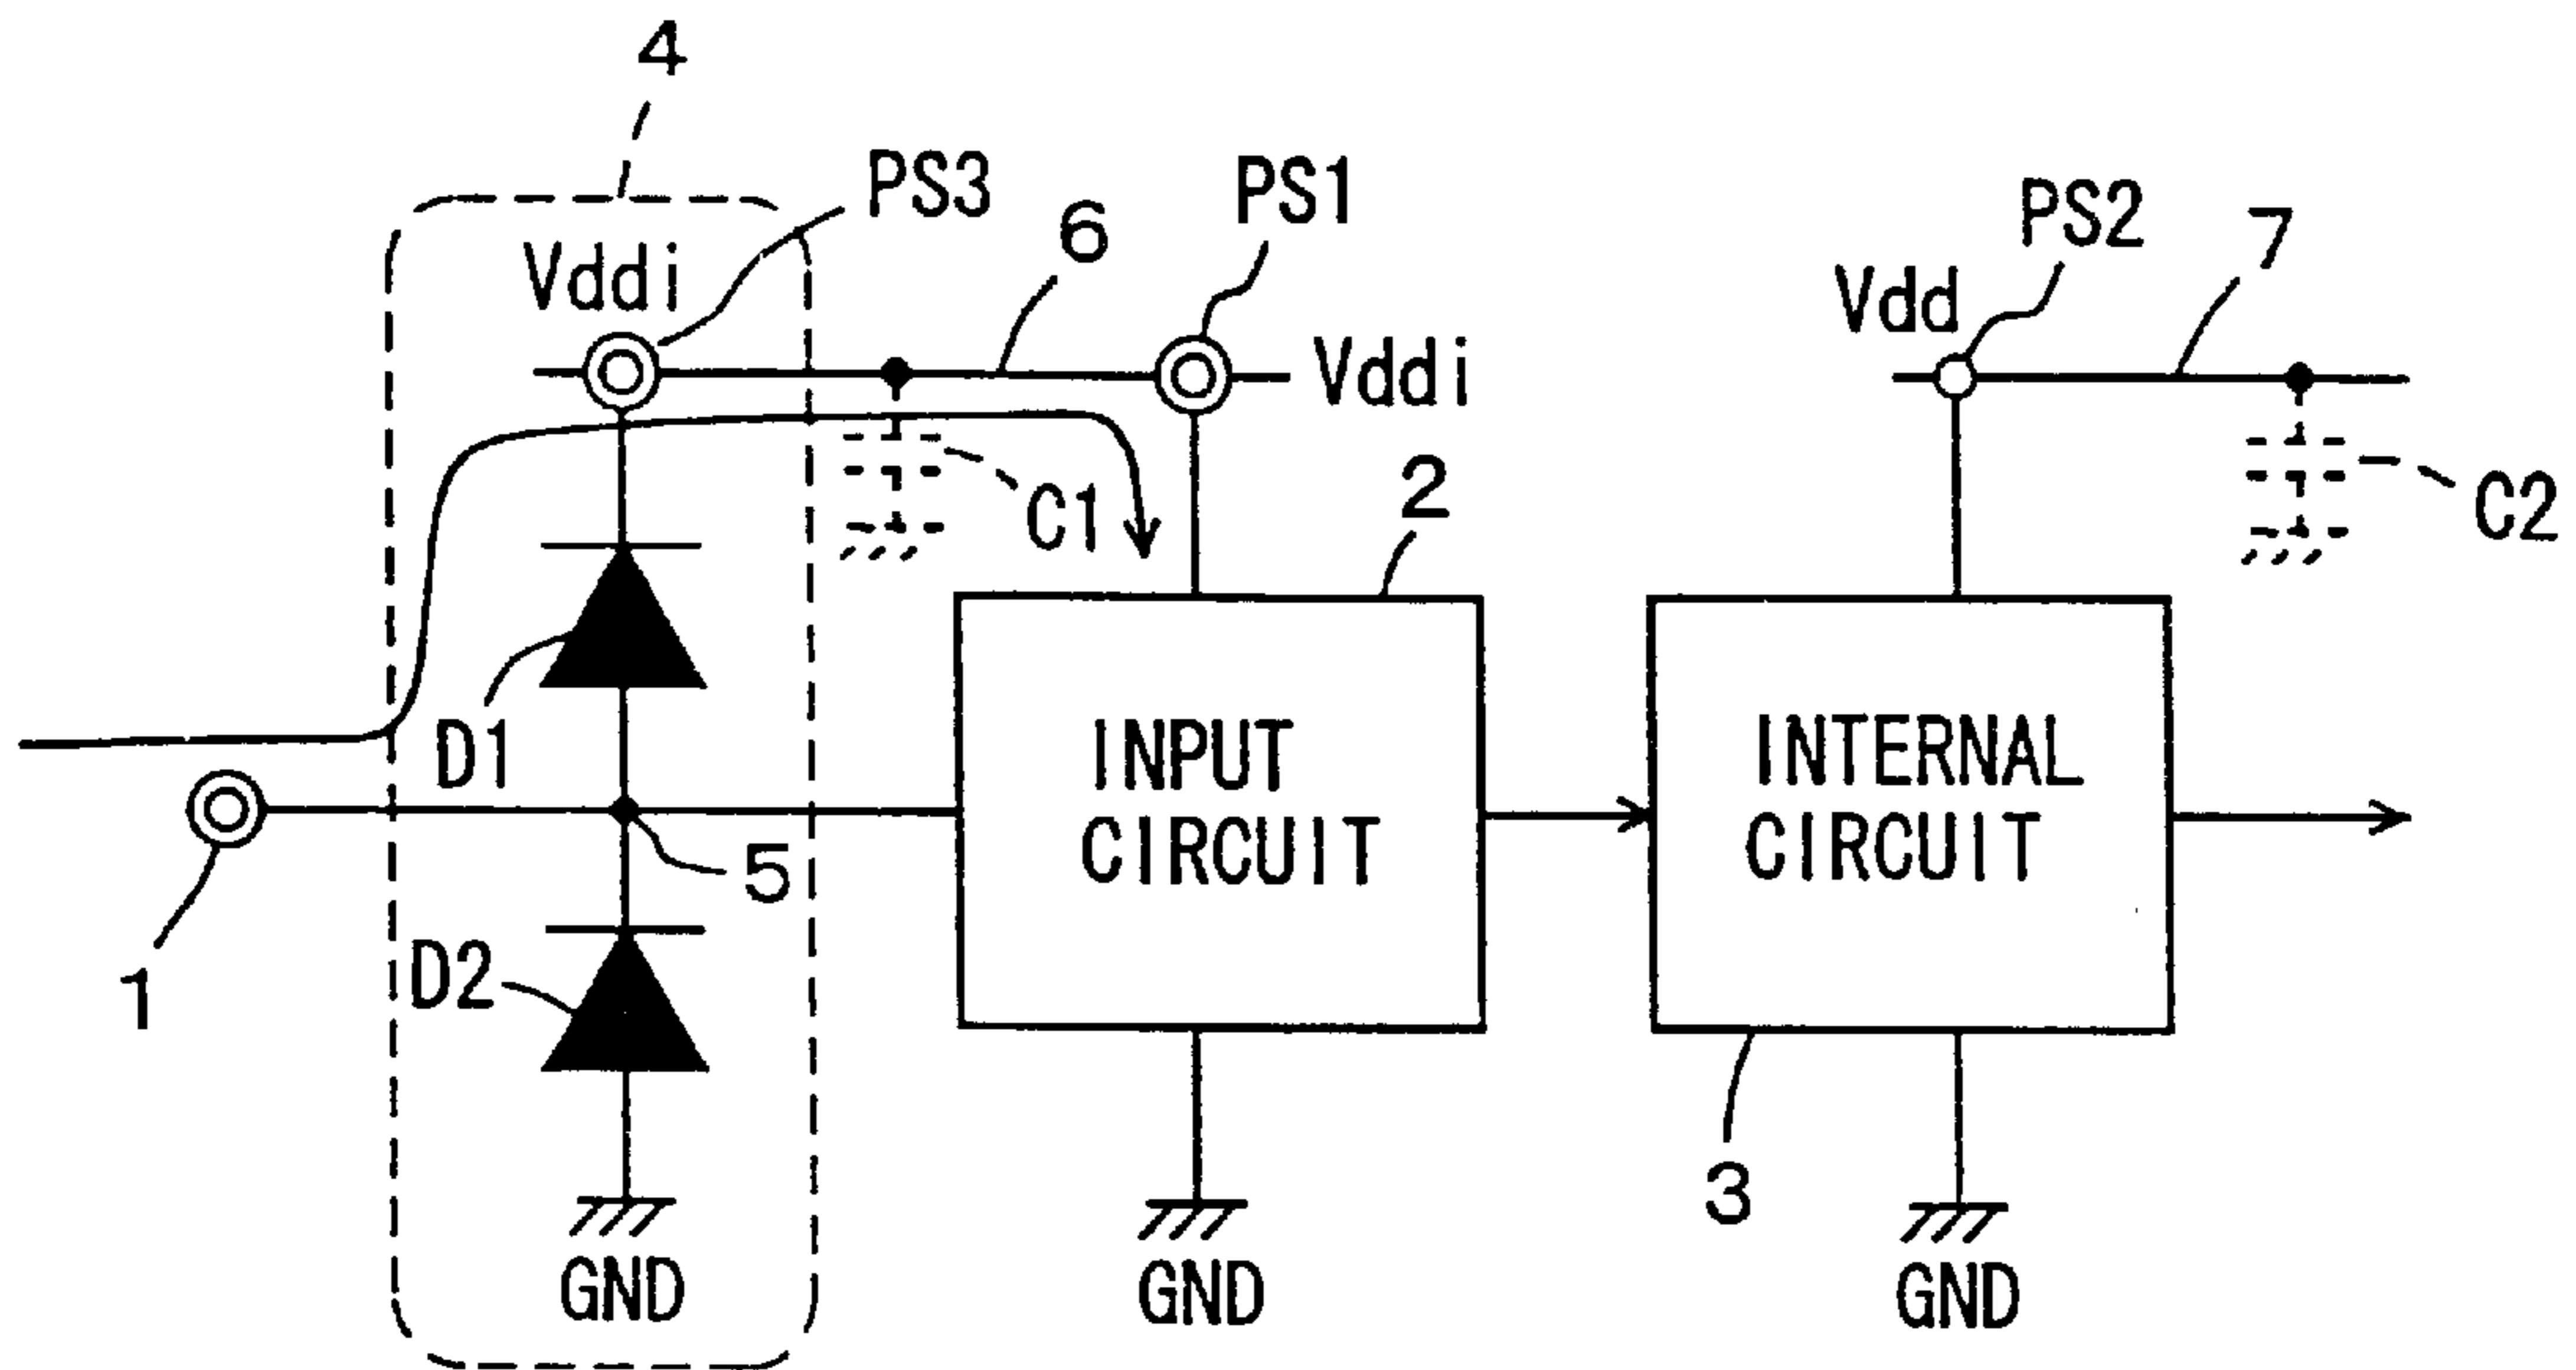 4
PS3
PS1
6
PS2
7
Vddi
Vdd
Vddi
C1
2
C2
D1
INPUT
CIRCUIT
INTERNAL
CIRCUIT
5
1
D2
3
GND
GND
GND